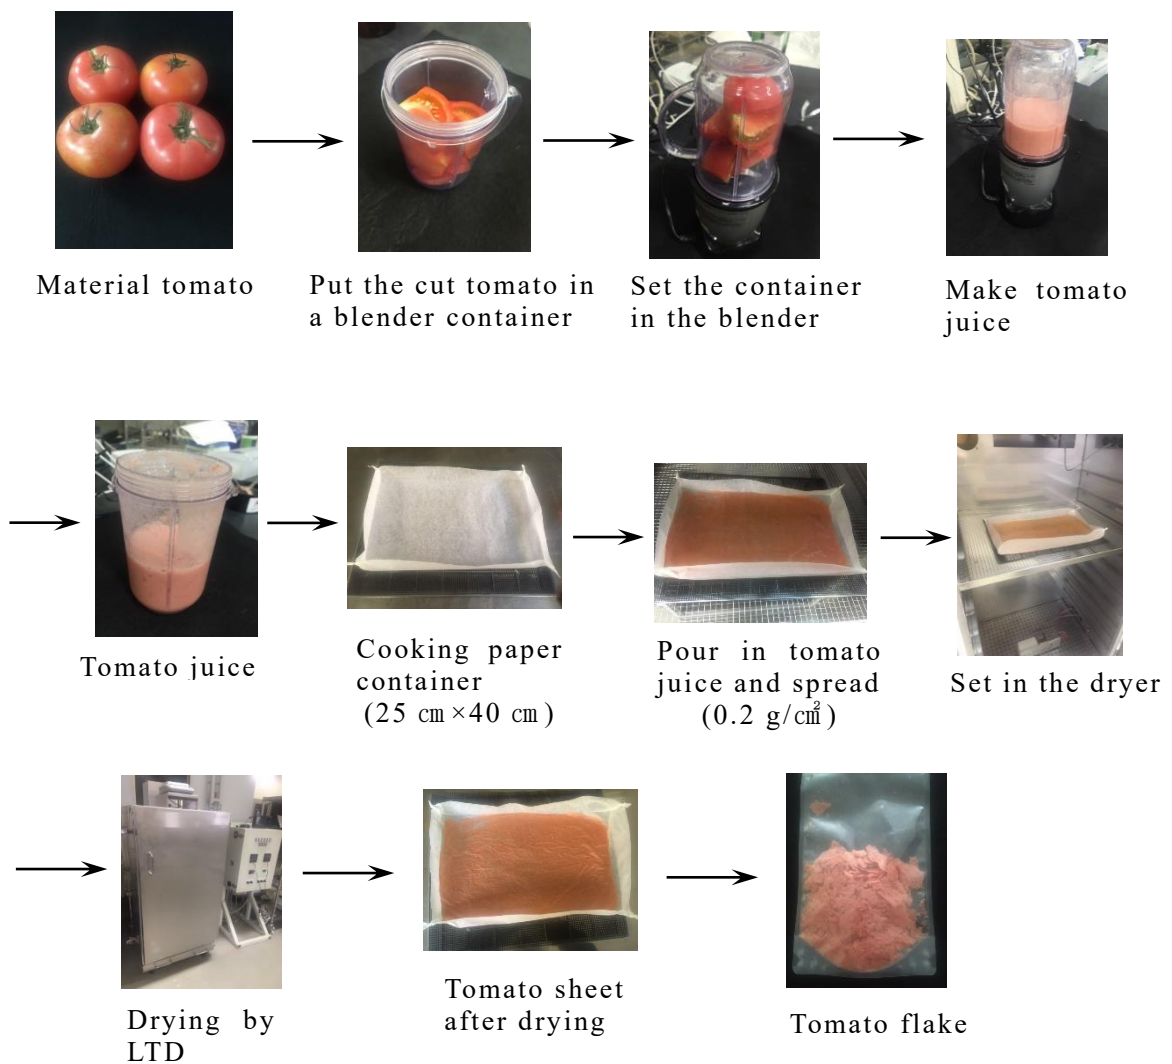 Material tomato
Put the cut tomato in
a blender container
Set the container
in the blender
Make tomato
juice
Tomato juice
Cooking paper
container
(25 ㎝×40 ㎝)
Pour in tomato
juice and spread
(0.2 g/㎠)
Set in the dryer
Drying by
LTD
Tomato sheet
after drying
Tomato flake